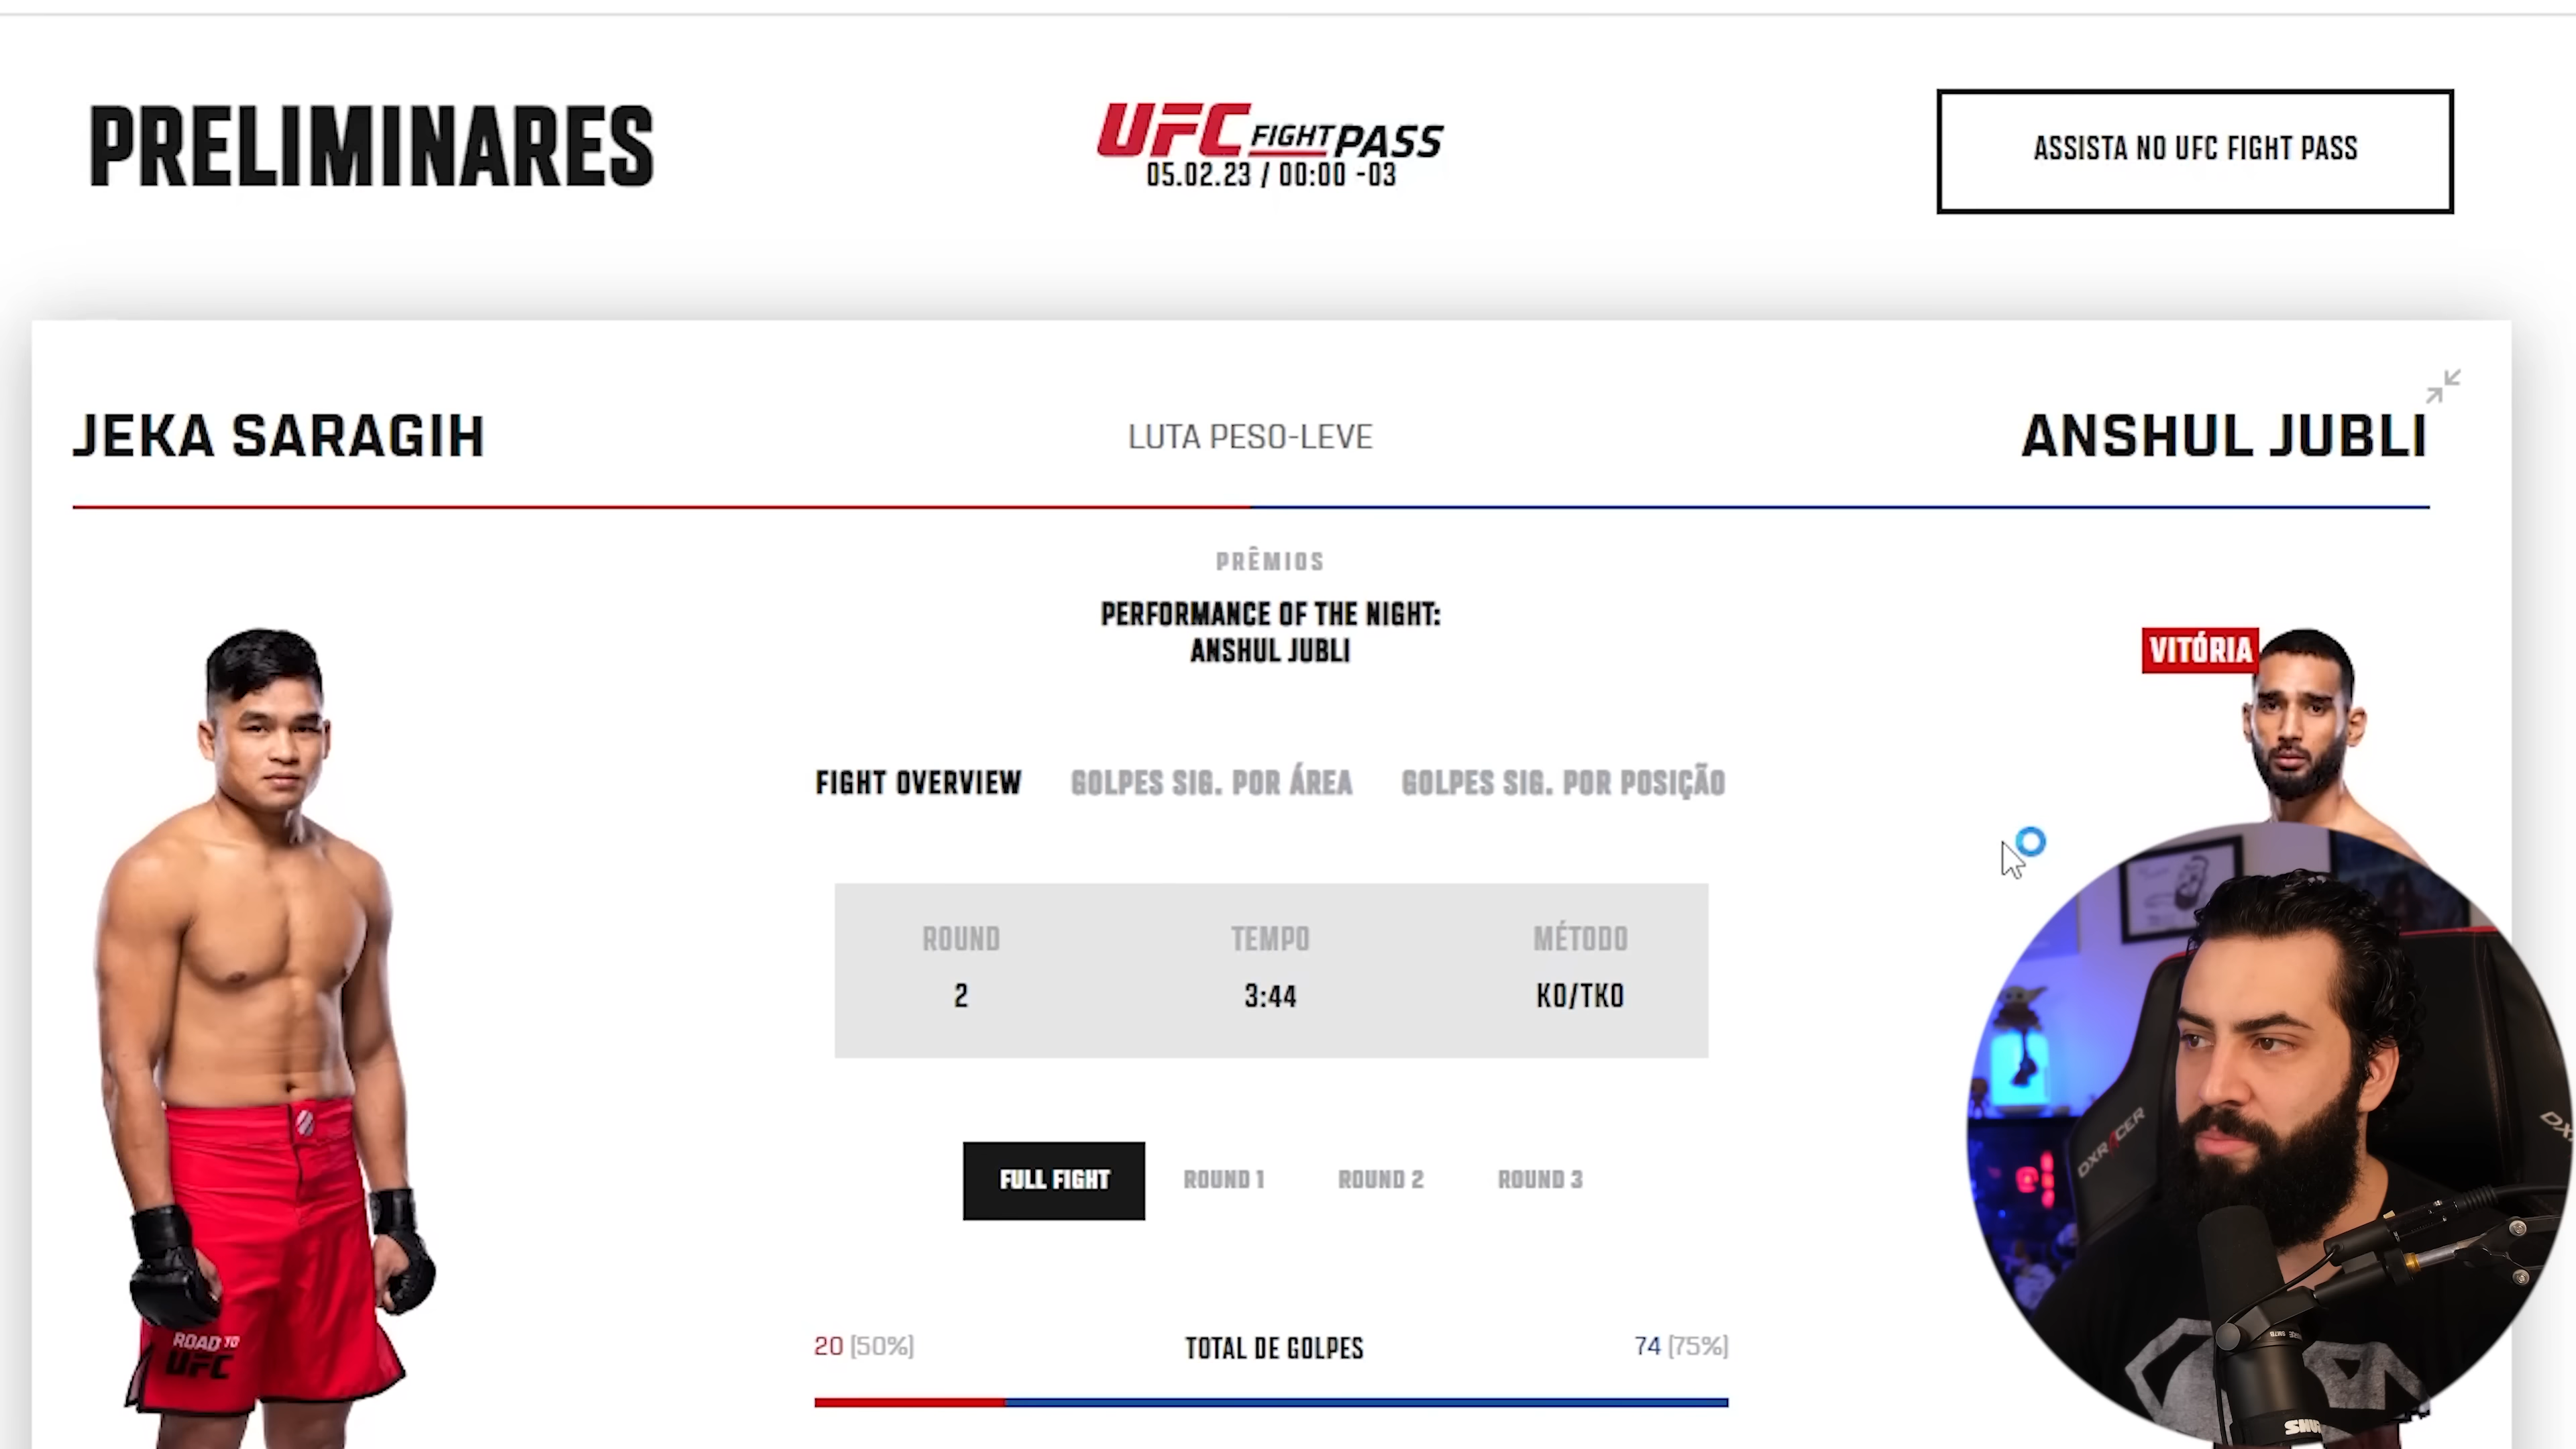 PRELIMINARES
UFC FIGHT PASS
05.02.23 / 00:00 -03
ASSISTA NO UFC FIGHT PASS
JEKA SARAGIH
LUTA PESO-LEVE
ANSHUL JUBLI
PRÊMIOS
PERFORMANCE OF THE NIGHT:
ANSHUL JUBLI
VITÓRIA
FIGHT OVERVIEW GOLPES SIG. POR ÁREA GOLPES SIG. POR POSIÇÃO
ROUND TEMPO MÉTODO
2 3:44 KO/TKO
FULL FIGHT ROUND 1 ROUND 2 ROUND 3
20 (50%) TOTAL DE GOLPES 74 (75%)
ROAD TO
UFC
DXRACER